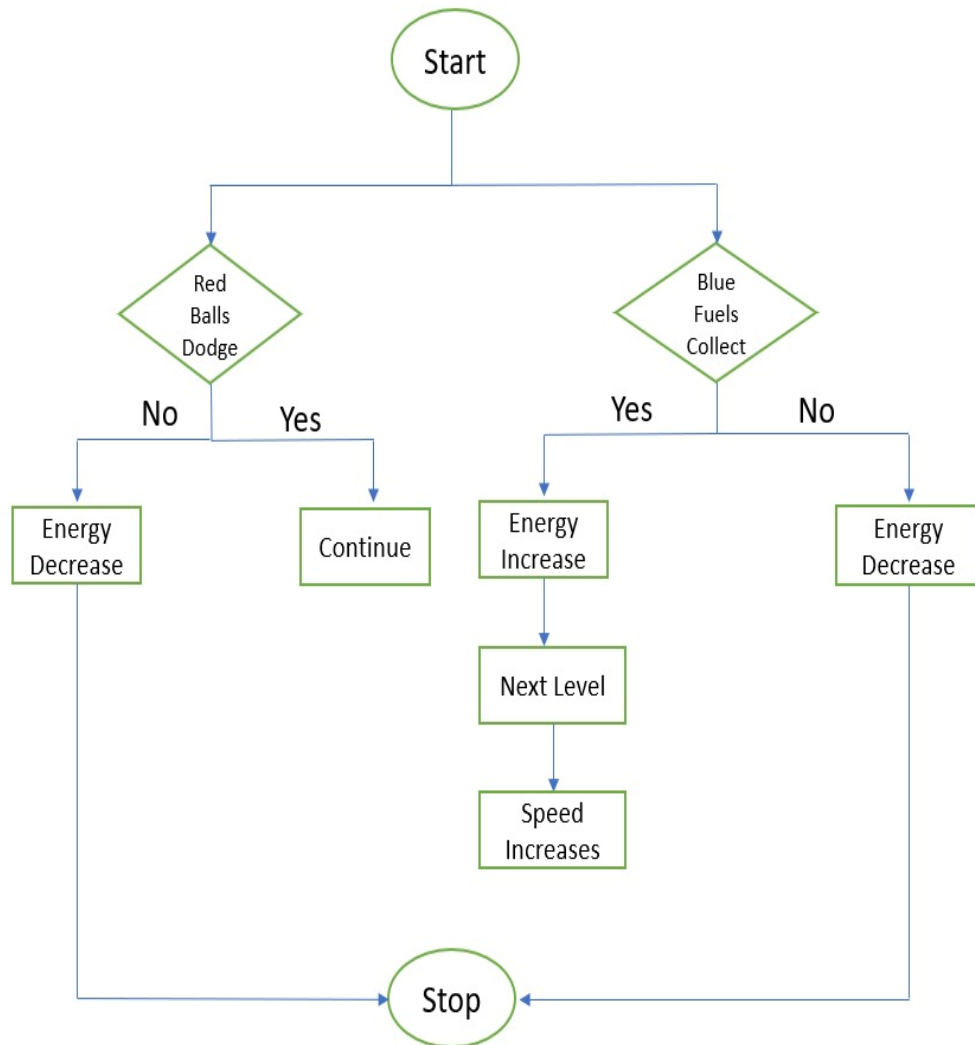 Start
Red
Balls
Dodge
Blue
Fuels
Collect
No
Yes
Yes
No
Energy
Decrease
Continue
Energy
Increase
Energy
Decrease
Next Level
Speed
Increases
Stop